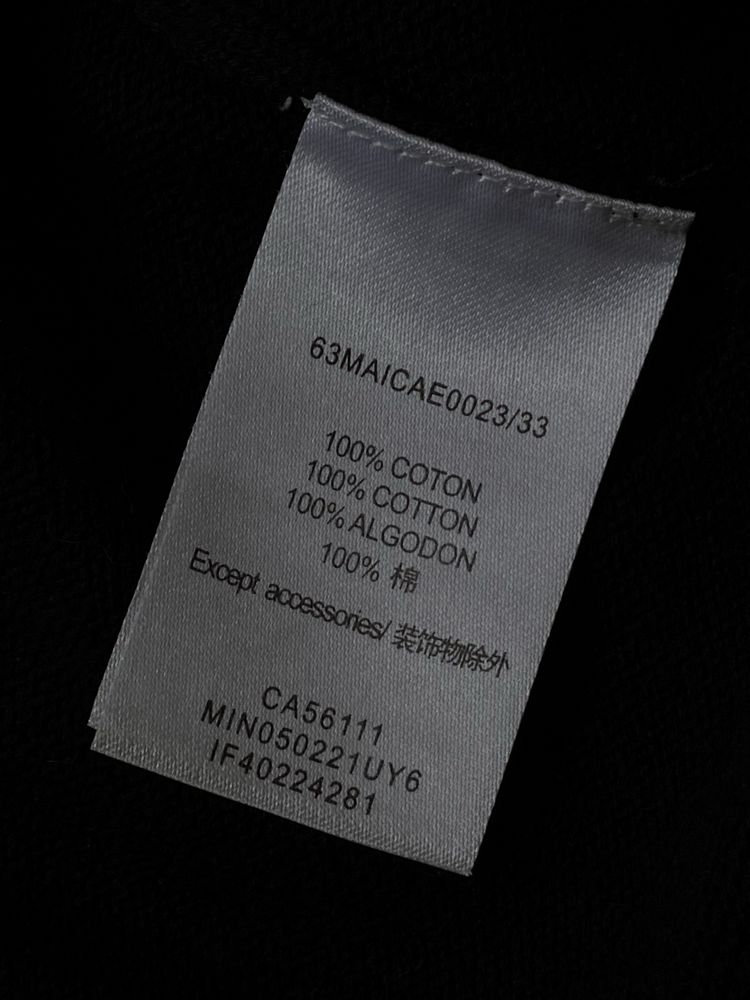 63MAICAE0023/33
100% COTON
100% COTTON
100% ALGODON
100% 棉
Except accessories/ 装饰物除外
CA56111
MIN050221UY6
IF40224281